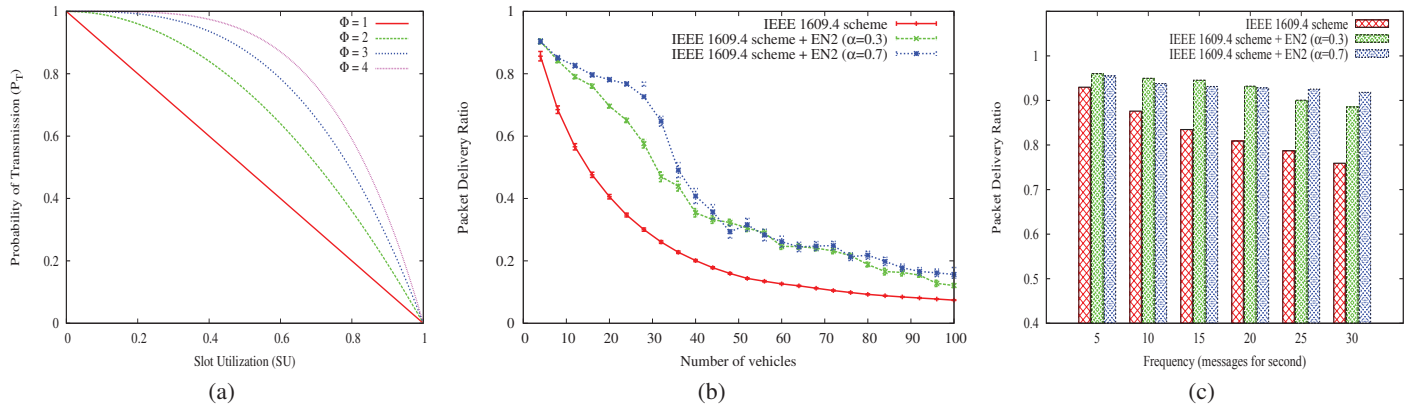 Φ = 1
Φ = 2
Φ = 3
Φ = 4
1
0.8
0.6
0.4
0.2
0
Probability of Transmission (P_T)
0 0.2 0.4 0.6 0.8 1
Slot Utilization (SU)
(a)
IEEE 1609.4 scheme
IEEE 1609.4 scheme + EN2 (α=0.3)
IEEE 1609.4 scheme + EN2 (α=0.7)
1
0.8
0.6
0.4
0.2
0
Packet Delivery Ratio
0 10 20 30 40 50 60 70 80 90 100
Number of vehicles
(b)
IEEE 1609.4 scheme
IEEE 1609.4 scheme + EN2 (α=0.3)
IEEE 1609.4 scheme + EN2 (α=0.7)
1
0.9
0.8
0.7
0.6
0.5
0.4
Packet Delivery Ratio
5 10 15 20 25 30
Frequency (messages for second)
(c)